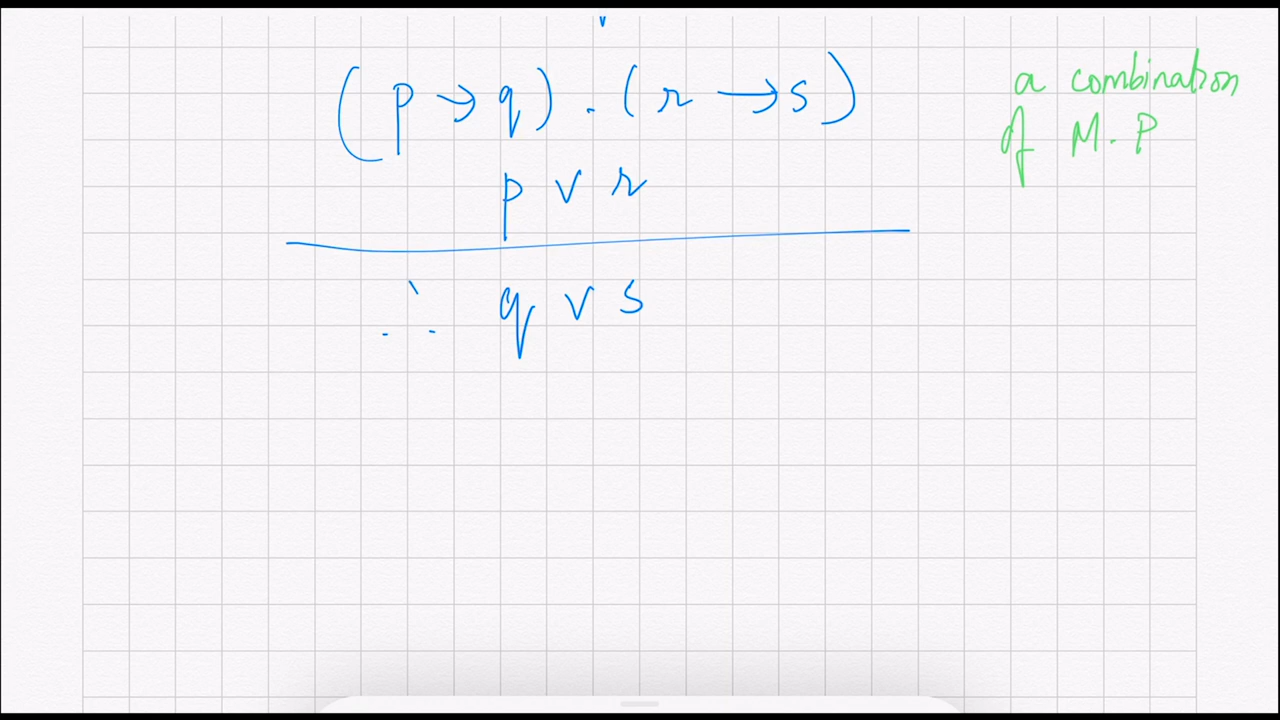 (p → q) . (r → s)
p v r
∴ q v s
a combination
of M.P